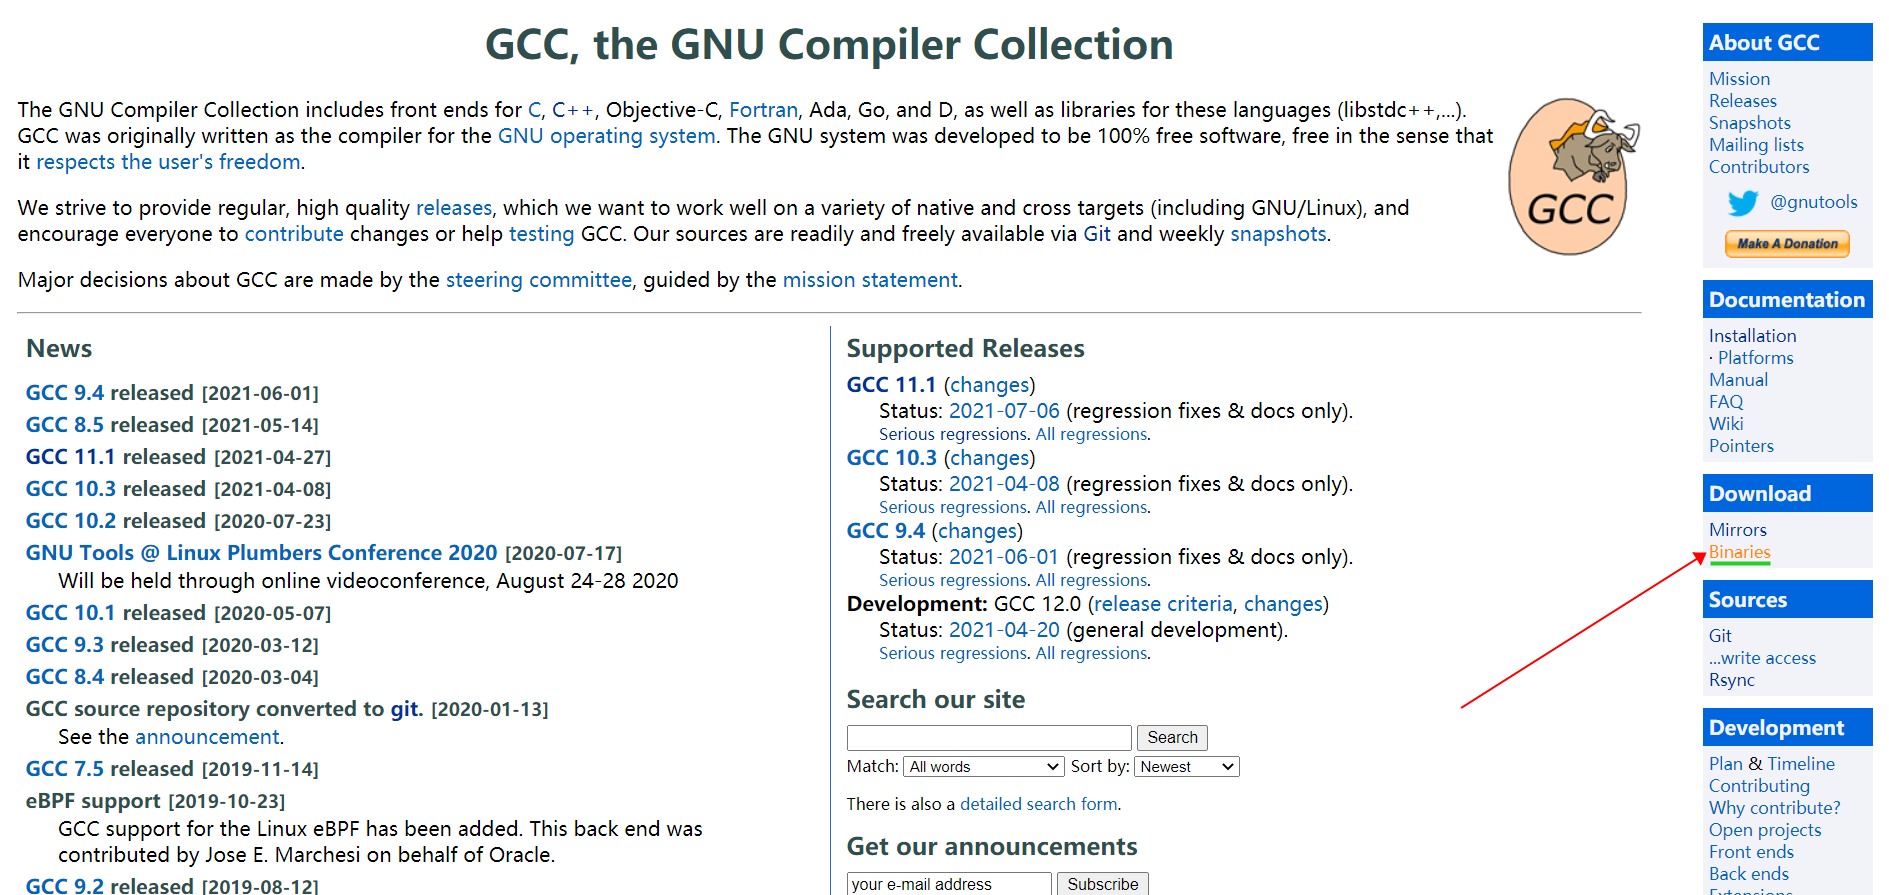 GCC, the GNU Compiler Collection
The GNU Compiler Collection includes front ends for C, C++, Objective-C, Fortran, Ada, Go, and D, as well as libraries for these languages (libstdc++,...).
GCC was originally written as the compiler for the GNU operating system. The GNU system was developed to be 100% free software, free in the sense that
it respects the user's freedom.
We strive to provide regular, high quality releases, which we want to work well on a variety of native and cross targets (including GNU/Linux), and
encourage everyone to contribute changes or help testing GCC. Our sources are readily and freely available via Git and weekly snapshots.
Major decisions about GCC are made by the steering committee, guided by the mission statement.
GCC
News
GCC 9.4 released [2021-06-01]
GCC 8.5 released [2021-05-14]
GCC 11.1 released [2021-04-27]
GCC 10.3 released [2021-04-08]
GCC 10.2 released [2020-07-23]
GNU Tools @ Linux Plumbers Conference 2020 [2020-07-17]
Will be held through online videoconference, August 24-28 2020
GCC 10.1 released [2020-05-07]
GCC 9.3 released [2020-03-12]
GCC 8.4 released [2020-03-04]
GCC source repository converted to git. [2020-01-13]
See the announcement.
GCC 7.5 released [2019-11-14]
eBPF support [2019-10-23]
GCC support for the Linux eBPF has been added. This back end was
contributed by Jose E. Marchesi on behalf of Oracle.
GCC 9.2 released [2019-08-12]
Supported Releases
GCC 11.1 (changes)
Status: 2021-07-06 (regression fixes & docs only).
Serious regressions. All regressions.
GCC 10.3 (changes)
Status: 2021-04-08 (regression fixes & docs only).
Serious regressions. All regressions.
GCC 9.4 (changes)
Status: 2021-06-01 (regression fixes & docs only).
Serious regressions. All regressions.
Development: GCC 12.0 (release criteria, changes)
Status: 2021-04-20 (general development).
Serious regressions. All regressions.
Search our site
Search
Match: All words Sort by: Newest
There is also a detailed search form.
Get our announcements
your e-mail address Subscribe
About GCC
Mission
Releases
Snapshots
Mailing lists
Contributors
@gnutools
Make A Donation
Documentation
Installation
· Platforms
Manual
FAQ
Wiki
Pointers
Download
Mirrors
Binaries
Sources
Git
...write access
Rsync
Development
Plan & Timeline
Contributing
Why contribute?
Open projects
Front ends
Back ends
Extensions